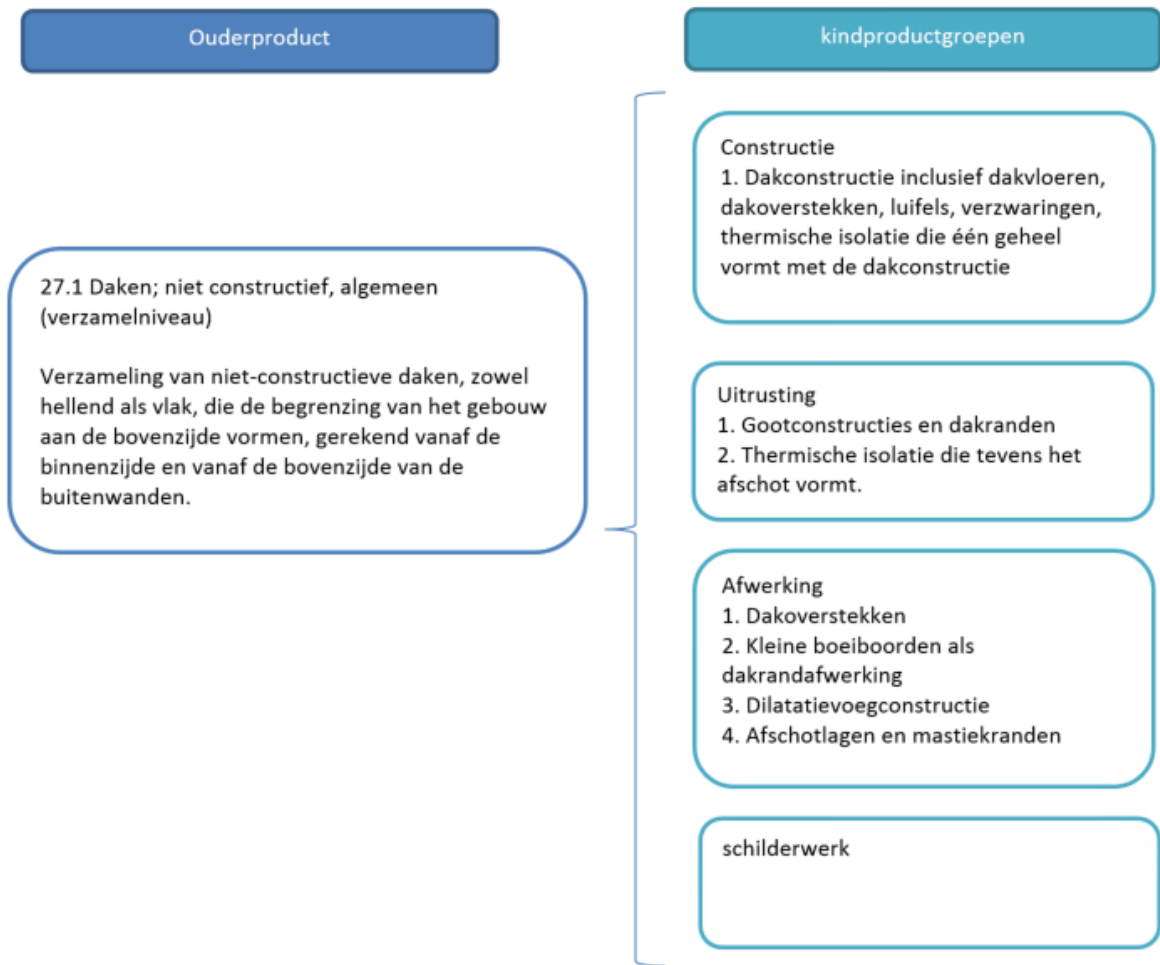 Ouderproduct
kindproductgroepen
27.1 Daken; niet constructief, algemeen
(verzamelniveau)
Verzameling van niet-constructieve daken, zowel
hellend als vlak, die de begrenzing van het gebouw
aan de bovenzijde vormen, gerekend vanaf de
binnenzijde en vanaf de bovenzijde van de
buitenwanden.
Constructie
1. Dakconstructie inclusief dakvloeren,
dakoverstekken, luifels, verzwaringen,
thermische isolatie die één geheel
vormt met de dakconstructie
Uitrusting
1. Gootconstructies en dakranden
2. Thermische isolatie die tevens het
afschot vormt.
Afwerking
1. Dakoverstekken
2. Kleine boeiboorden als
dakrandafwerking
3. Dilatatievoegconstructie
4. Afschotlagen en mastiekranden
schilderwerk